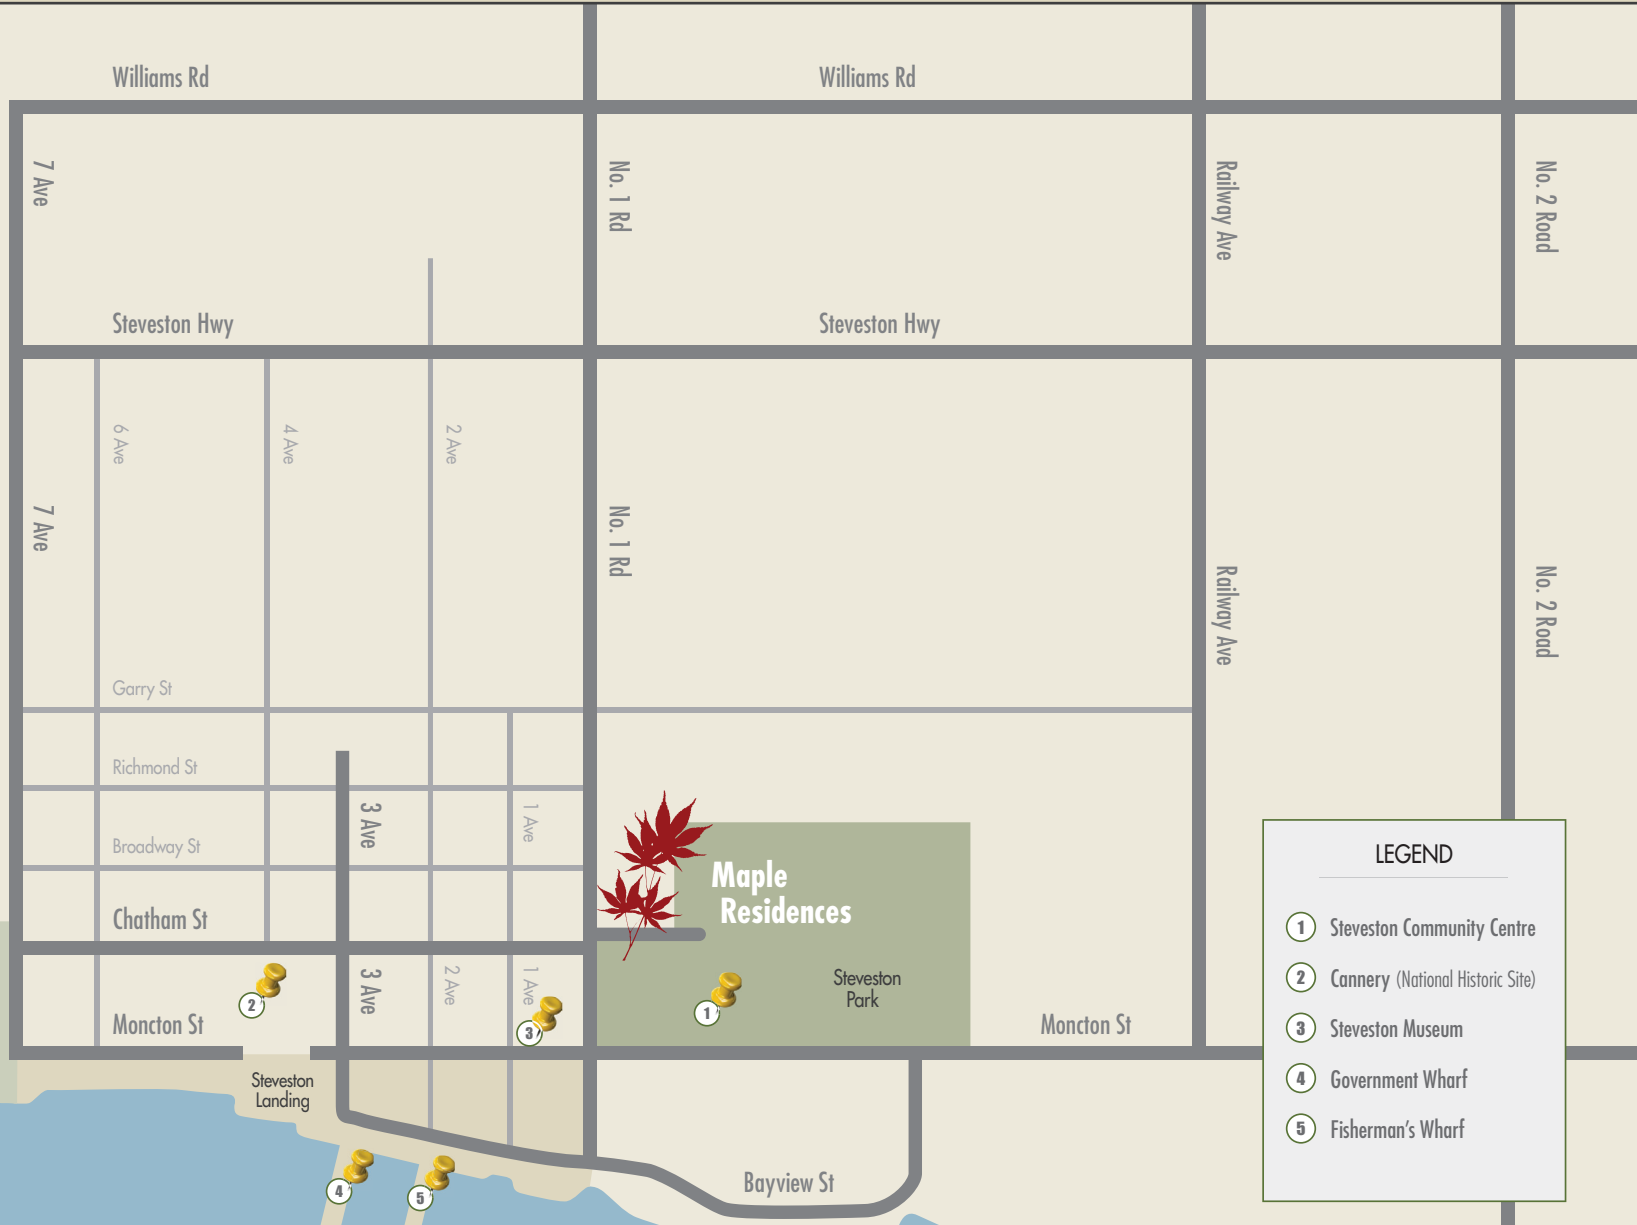 Williams Rd
Williams Rd
7 Ave
No. 1 Rd
Railway Ave
No. 2 Road
Steveston Hwy
Steveston Hwy
6 Ave
4 Ave
2 Ave
7 Ave
No. 1 Rd
Railway Ave
No. 2 Road
Garry St
Richmond St
3 Ave
1 Ave
Broadway St
Maple
Residences
Chatham St
3 Ave
2 Ave
1 Ave
Steveston
Park
2
1
3
Moncton St
Moncton St
Steveston
Landing
4
5
Bayview St
LEGEND
1 Steveston Community Centre
2 Cannery (National Historic Site)
3 Steveston Museum
4 Government Wharf
5 Fisherman's Wharf